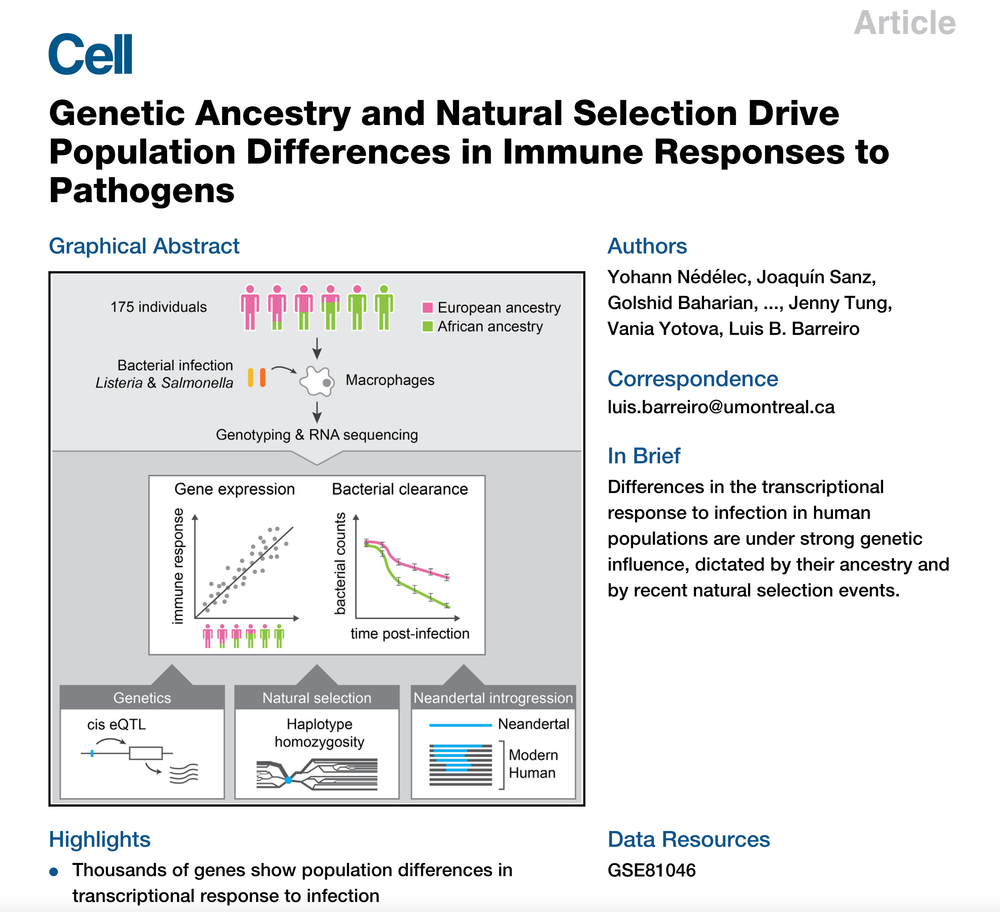 Article
Cell
Genetic Ancestry and Natural Selection Drive
Population Differences in Immune Responses to
Pathogens
Graphical Abstract
175 individuals
European ancestry
African ancestry
Bacterial infection
Listeria & Salmonella
Macrophages
Genotyping & RNA sequencing
Gene expression
immune response
Bacterial clearance
bacterial counts
time post-infection
Genetics
cis eQTL
Natural selection
Haplotype
homozygosity
Neandertal introgression
Neandertal
Modern
Human
Authors
Yohann Nédélec, Joaquín Sanz,
Golshid Baharian, ..., Jenny Tung,
Vania Yotova, Luis B. Barreiro
Correspondence
luis.barreiro@umontreal.ca
In Brief
Differences in the transcriptional
response to infection in human
populations are under strong genetic
influence, dictated by their ancestry and
by recent natural selection events.
Highlights
• Thousands of genes show population differences in
transcriptional response to infection
Data Resources
GSE81046